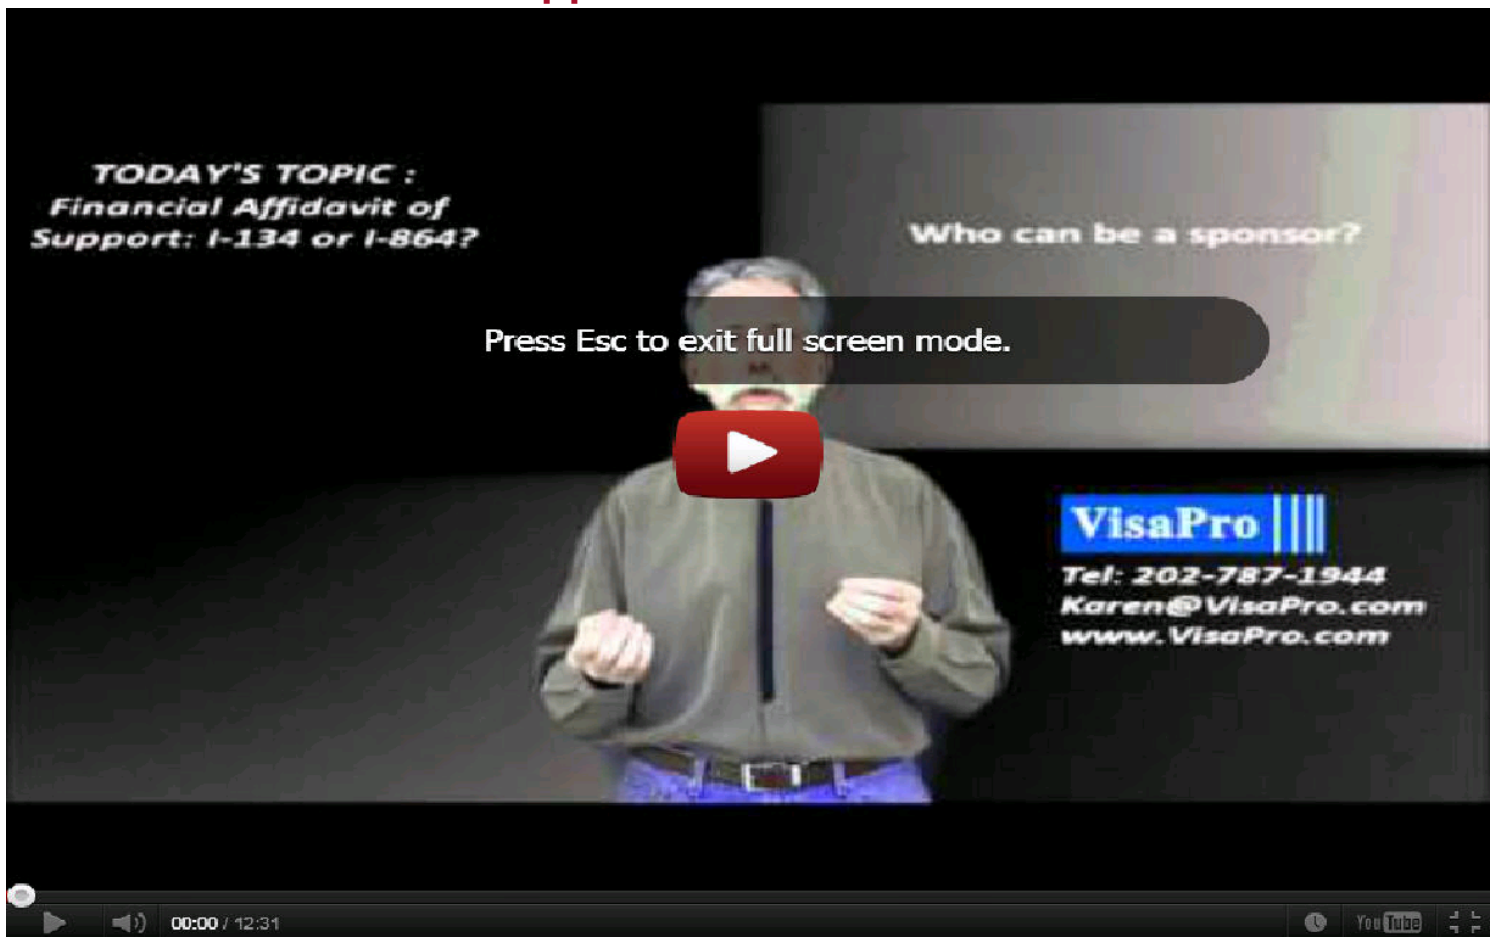 TODAY'S TOPIC :
Financial Affidavit of
Support: I-134 or I-864?
Who can be a sponsor?
Press Esc to exit full screen mode.
VisaPro
Tel: 202-787-1944
Karen@VisaPro.com
www.VisaPro.com
00:00 / 12:31
YouTube